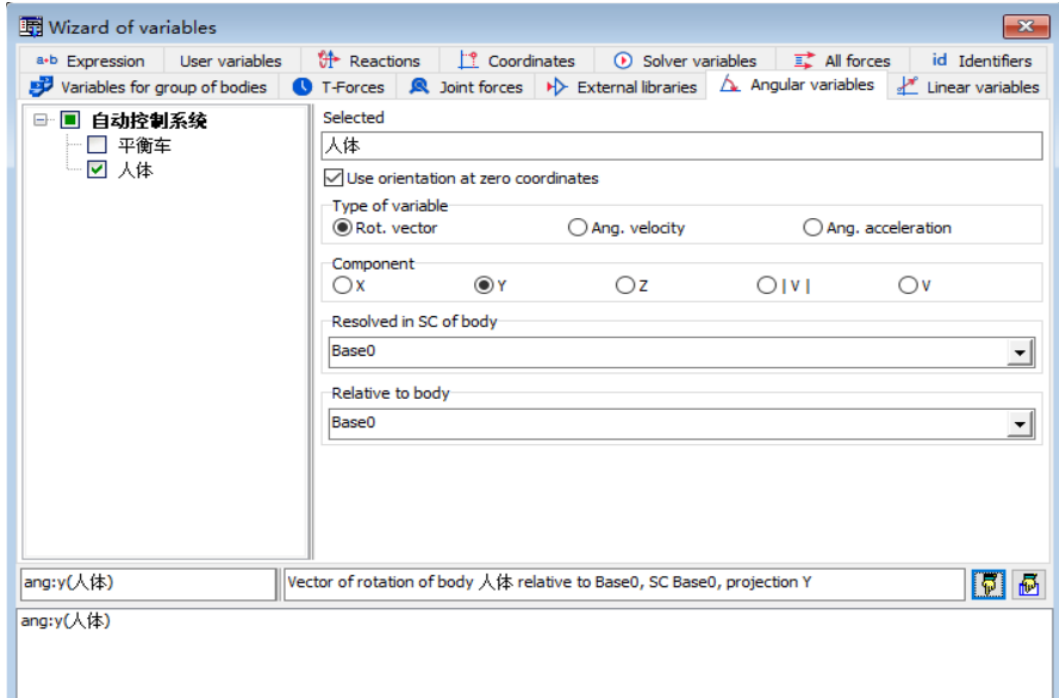 Wizard of variables
a+b Expression User variables Reactions Coordinates Solver variables All forces id Identifiers
Variables for group of bodies T-Forces Joint forces External libraries Angular variables Linear variables
自动控制系统
平衡车
人体
Selected
人体
Use orientation at zero coordinates
Type of variable
Rot. vector Ang. velocity Ang. acceleration
Component
X Y Z | V | V
Resolved in SC of body
Base0
Relative to body
Base0
ang:y(人体) Vector of rotation of body 人体 relative to Base0, SC Base0, projection Y
ang:y(人体)